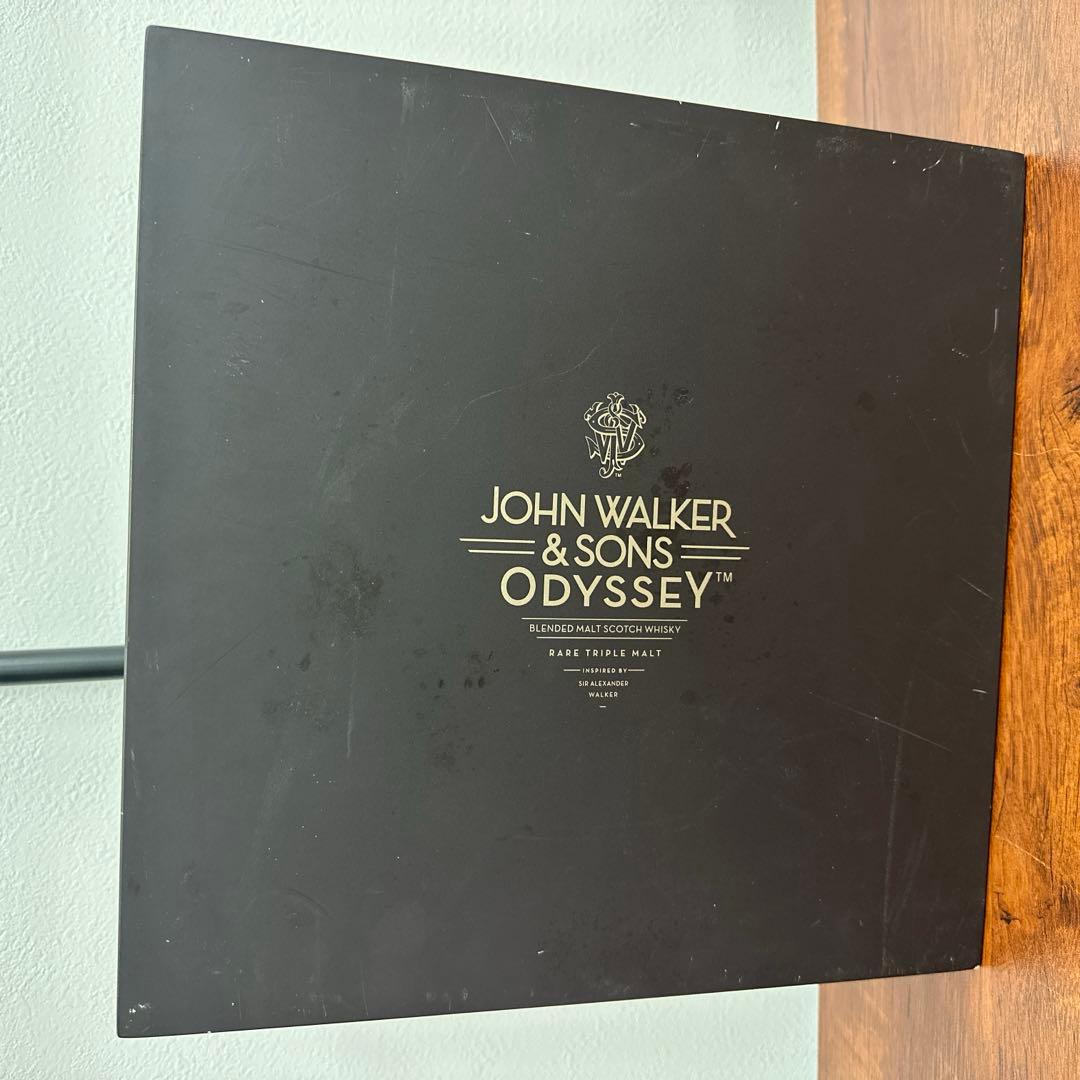 JOHN WALKER
& SONS
ODYSSEY™
BLENDED MALT SCOTCH WHISKY
RARE TRIPLE MALT
INSPIRED BY
SIR ALEXANDER
WALKER